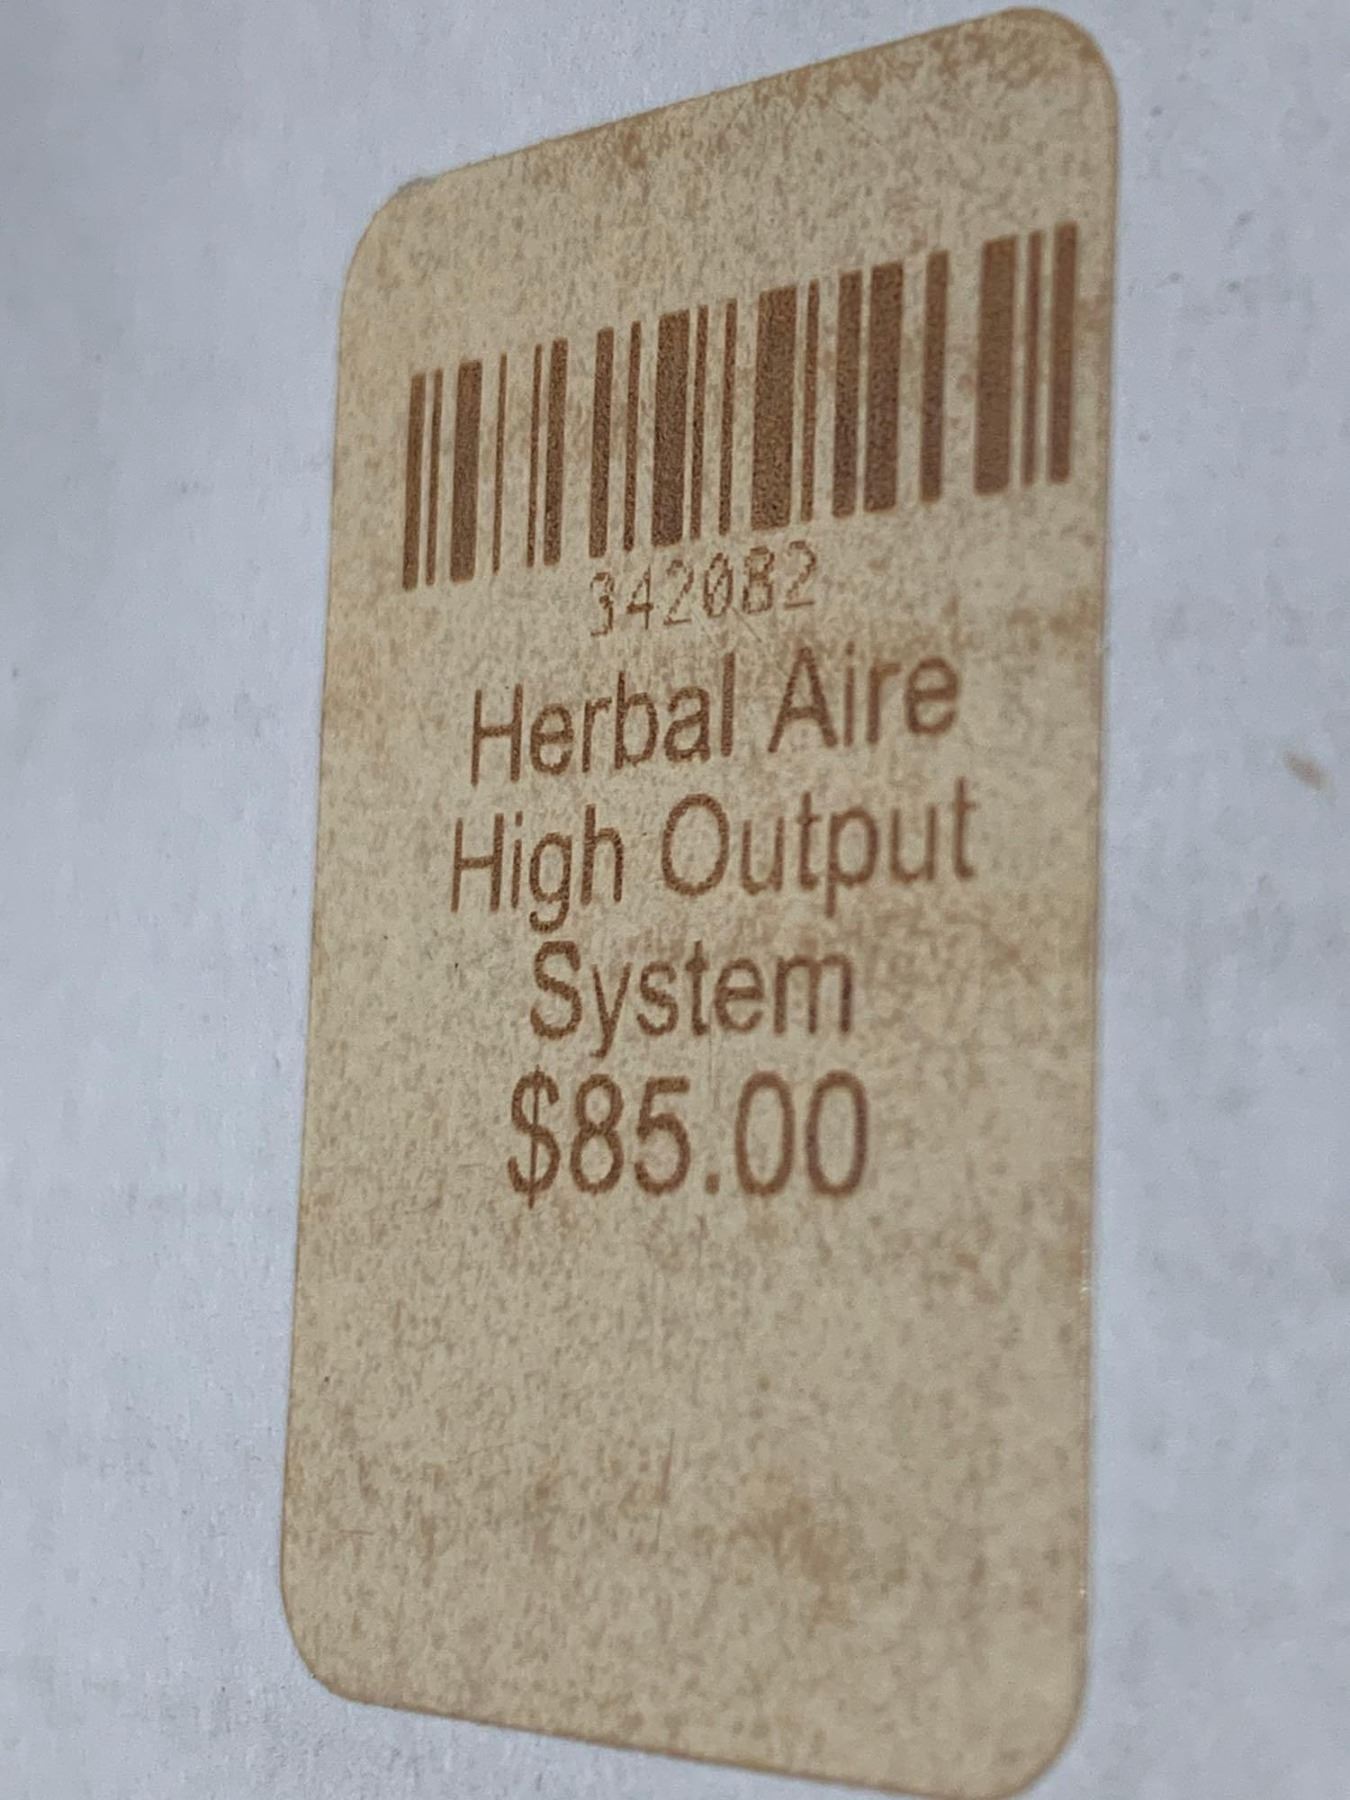 342082
Herbal Aire
High Output
System
$85.00